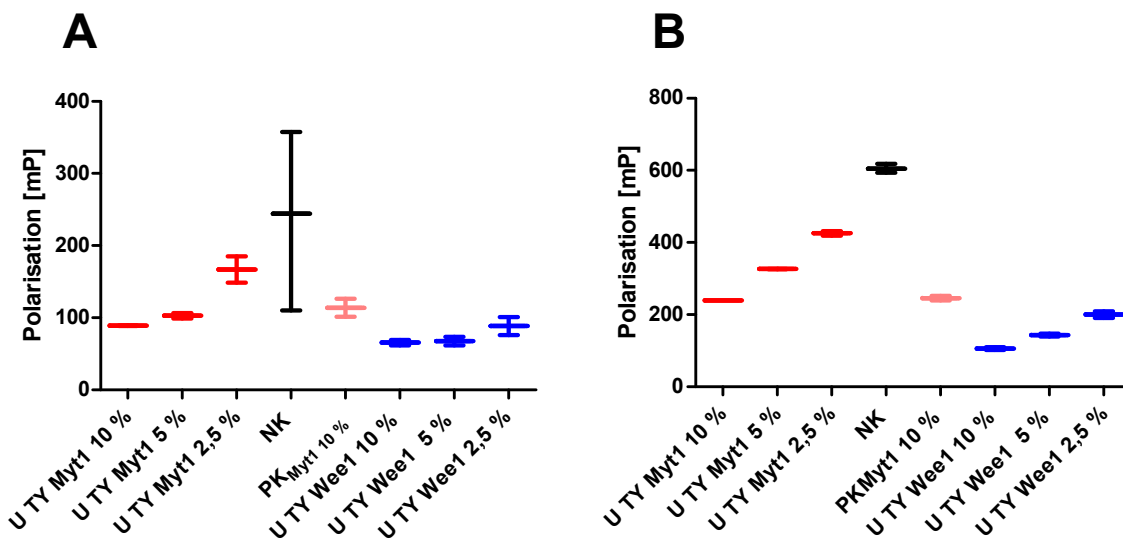 A
Polarisation [mP]
400
300
200
100
0
U TY Myt1 10 %
U TY Myt1 5 %
U TY Myt1 2,5 %
NK
PKMyt1 10 %
U TY Wee1 10 %
U TY Wee1  5 %
U TY Wee1 2,5 %
B
Polarisation [mP]
800
600
400
200
0
U TY Myt1 10 %
U TY Myt1 5 %
U TY Myt1 2,5 %
NK
PKMyt1 10 %
U TY Wee1 10 %
U TY Wee1  5 %
U TY Wee1 2,5 %